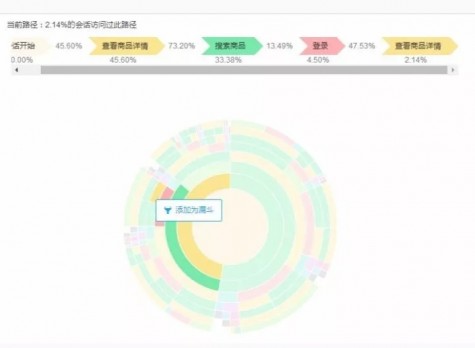 当前路径：2.14%的会话访问过此路径
话开始 45.60% 查看商品详情 73.20% 搜索商品 13.49% 登录 47.53% 查看商品详情
0.00% 45.60% 33.38% 4.50% 2.14%
添加为漏斗